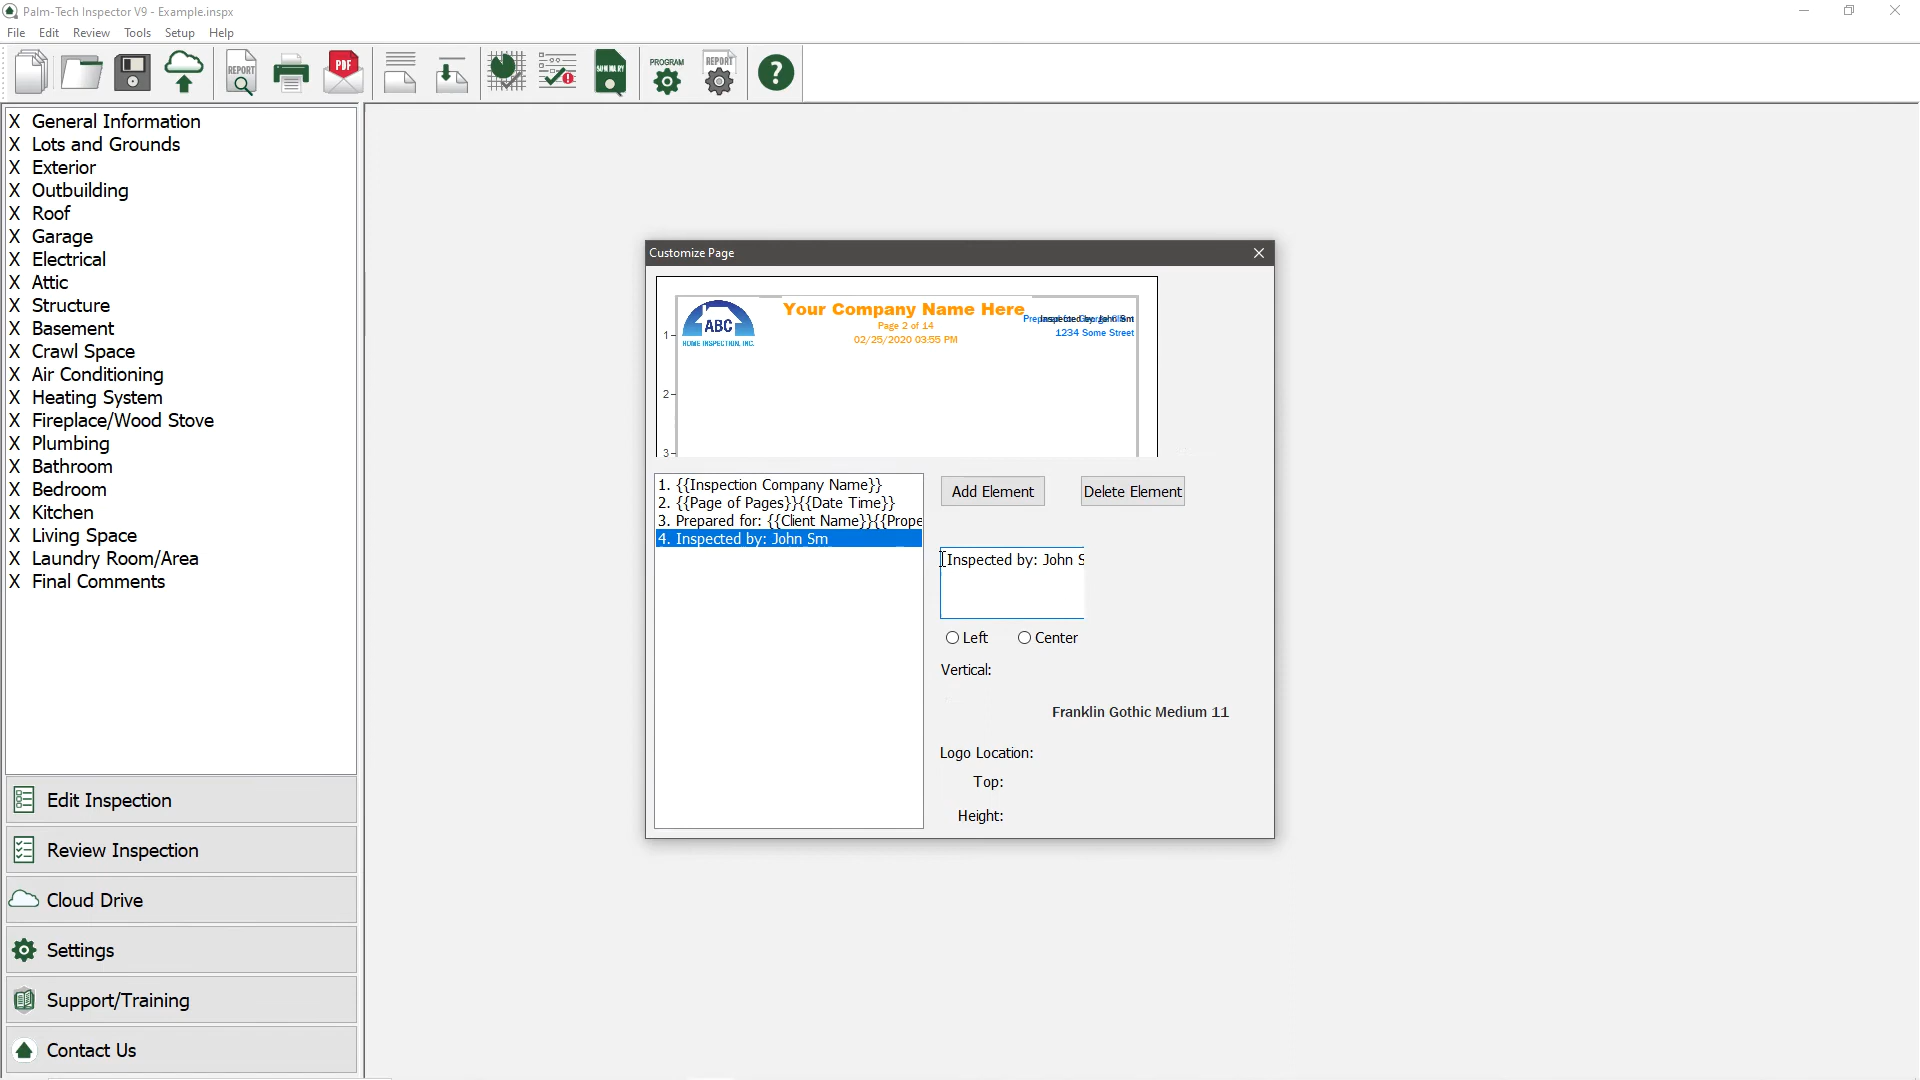 Palm-Tech Inspector V9 - Example.inspx
File Edit Review Tools Setup Help
REPORT PDF SUMMARY PROGRAM REPORT ?
X General Information
X Lots and Grounds
X Exterior
X Outbuilding
X Roof
X Garage
X Electrical
X Attic
X Structure
X Basement
X Crawl Space
X Air Conditioning
X Heating System
X Fireplace/Wood Stove
X Plumbing
X Bathroom
X Bedroom
X Kitchen
X Living Space
X Laundry Room/Area
X Final Comments
Edit Inspection
Review Inspection
Cloud Drive
Settings
Support/Training
Contact Us
Customize Page
ABC
HOME INSPECTION, INC.
Your Company Name Here
Page 2 of 14
02/25/2020 03:55 PM
Inspected by: John Sm
1234 Some Street
1
2
3
1. {{Inspection Company Name}}
2. {{Page of Pages}}{{Date Time}}
3. Prepared for: {{Client Name}}{{Prope
4. Inspected by: John Sm
Add Element
Delete Element
Inspected by: John S
Left Center
Vertical:
Franklin Gothic Medium 11
Logo Location:
Top:
Height: